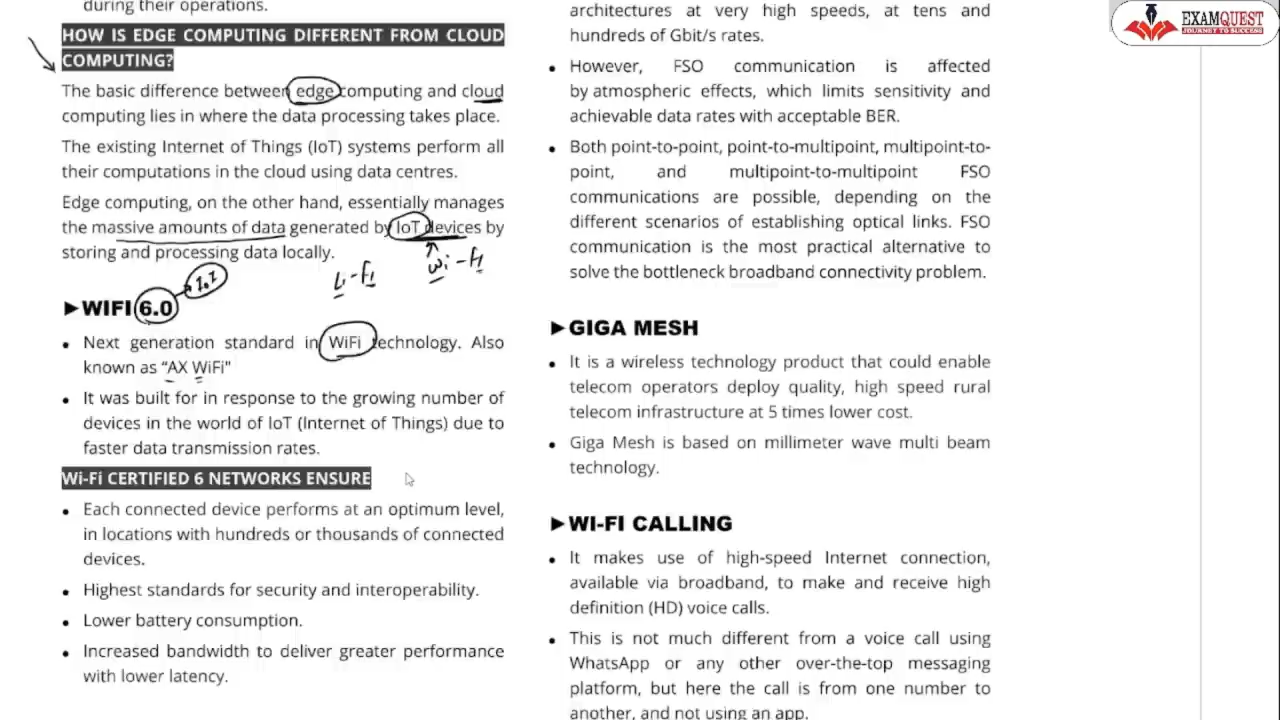 during their operations.
HOW IS EDGE COMPUTING DIFFERENT FROM CLOUD
COMPUTING?
The basic difference between edge computing and cloud
computing lies in where the data processing takes place.
The existing Internet of Things (IoT) systems perform all
their computations in the cloud using data centres.
Edge computing, on the other hand, essentially manages
the massive amounts of data generated by IoT devices by
storing and processing data locally.
Li-Fi
Wi-Fi
IoT
►WIFI 6.0
• Next generation standard in WiFi technology. Also
known as “AX WiFi"
• It was built for in response to the growing number of
devices in the world of IoT (Internet of Things) due to
faster data transmission rates.
Wi-Fi CERTIFIED 6 NETWORKS ENSURE
• Each connected device performs at an optimum level,
in locations with hundreds or thousands of connected
devices.
• Highest standards for security and interoperability.
• Lower battery consumption.
• Increased bandwidth to deliver greater performance
with lower latency.
architectures at very high speeds, at tens and
hundreds of Gbit/s rates.
• However, FSO communication is affected
by atmospheric effects, which limits sensitivity and
achievable data rates with acceptable BER.
• Both point-to-point, point-to-multipoint, multipoint-to-
point, and multipoint-to-multipoint FSO
communications are possible, depending on the
different scenarios of establishing optical links. FSO
communication is the most practical alternative to
solve the bottleneck broadband connectivity problem.
►GIGA MESH
• It is a wireless technology product that could enable
telecom operators deploy quality, high speed rural
telecom infrastructure at 5 times lower cost.
• Giga Mesh is based on millimeter wave multi beam
technology.
►WI-FI CALLING
• It makes use of high-speed Internet connection,
available via broadband, to make and receive high
definition (HD) voice calls.
• This is not much different from a voice call using
WhatsApp or any other over-the-top messaging
platform, but here the call is from one number to
another, and not using an app.
EXAMQUEST
JOURNEY TO SUCCESS